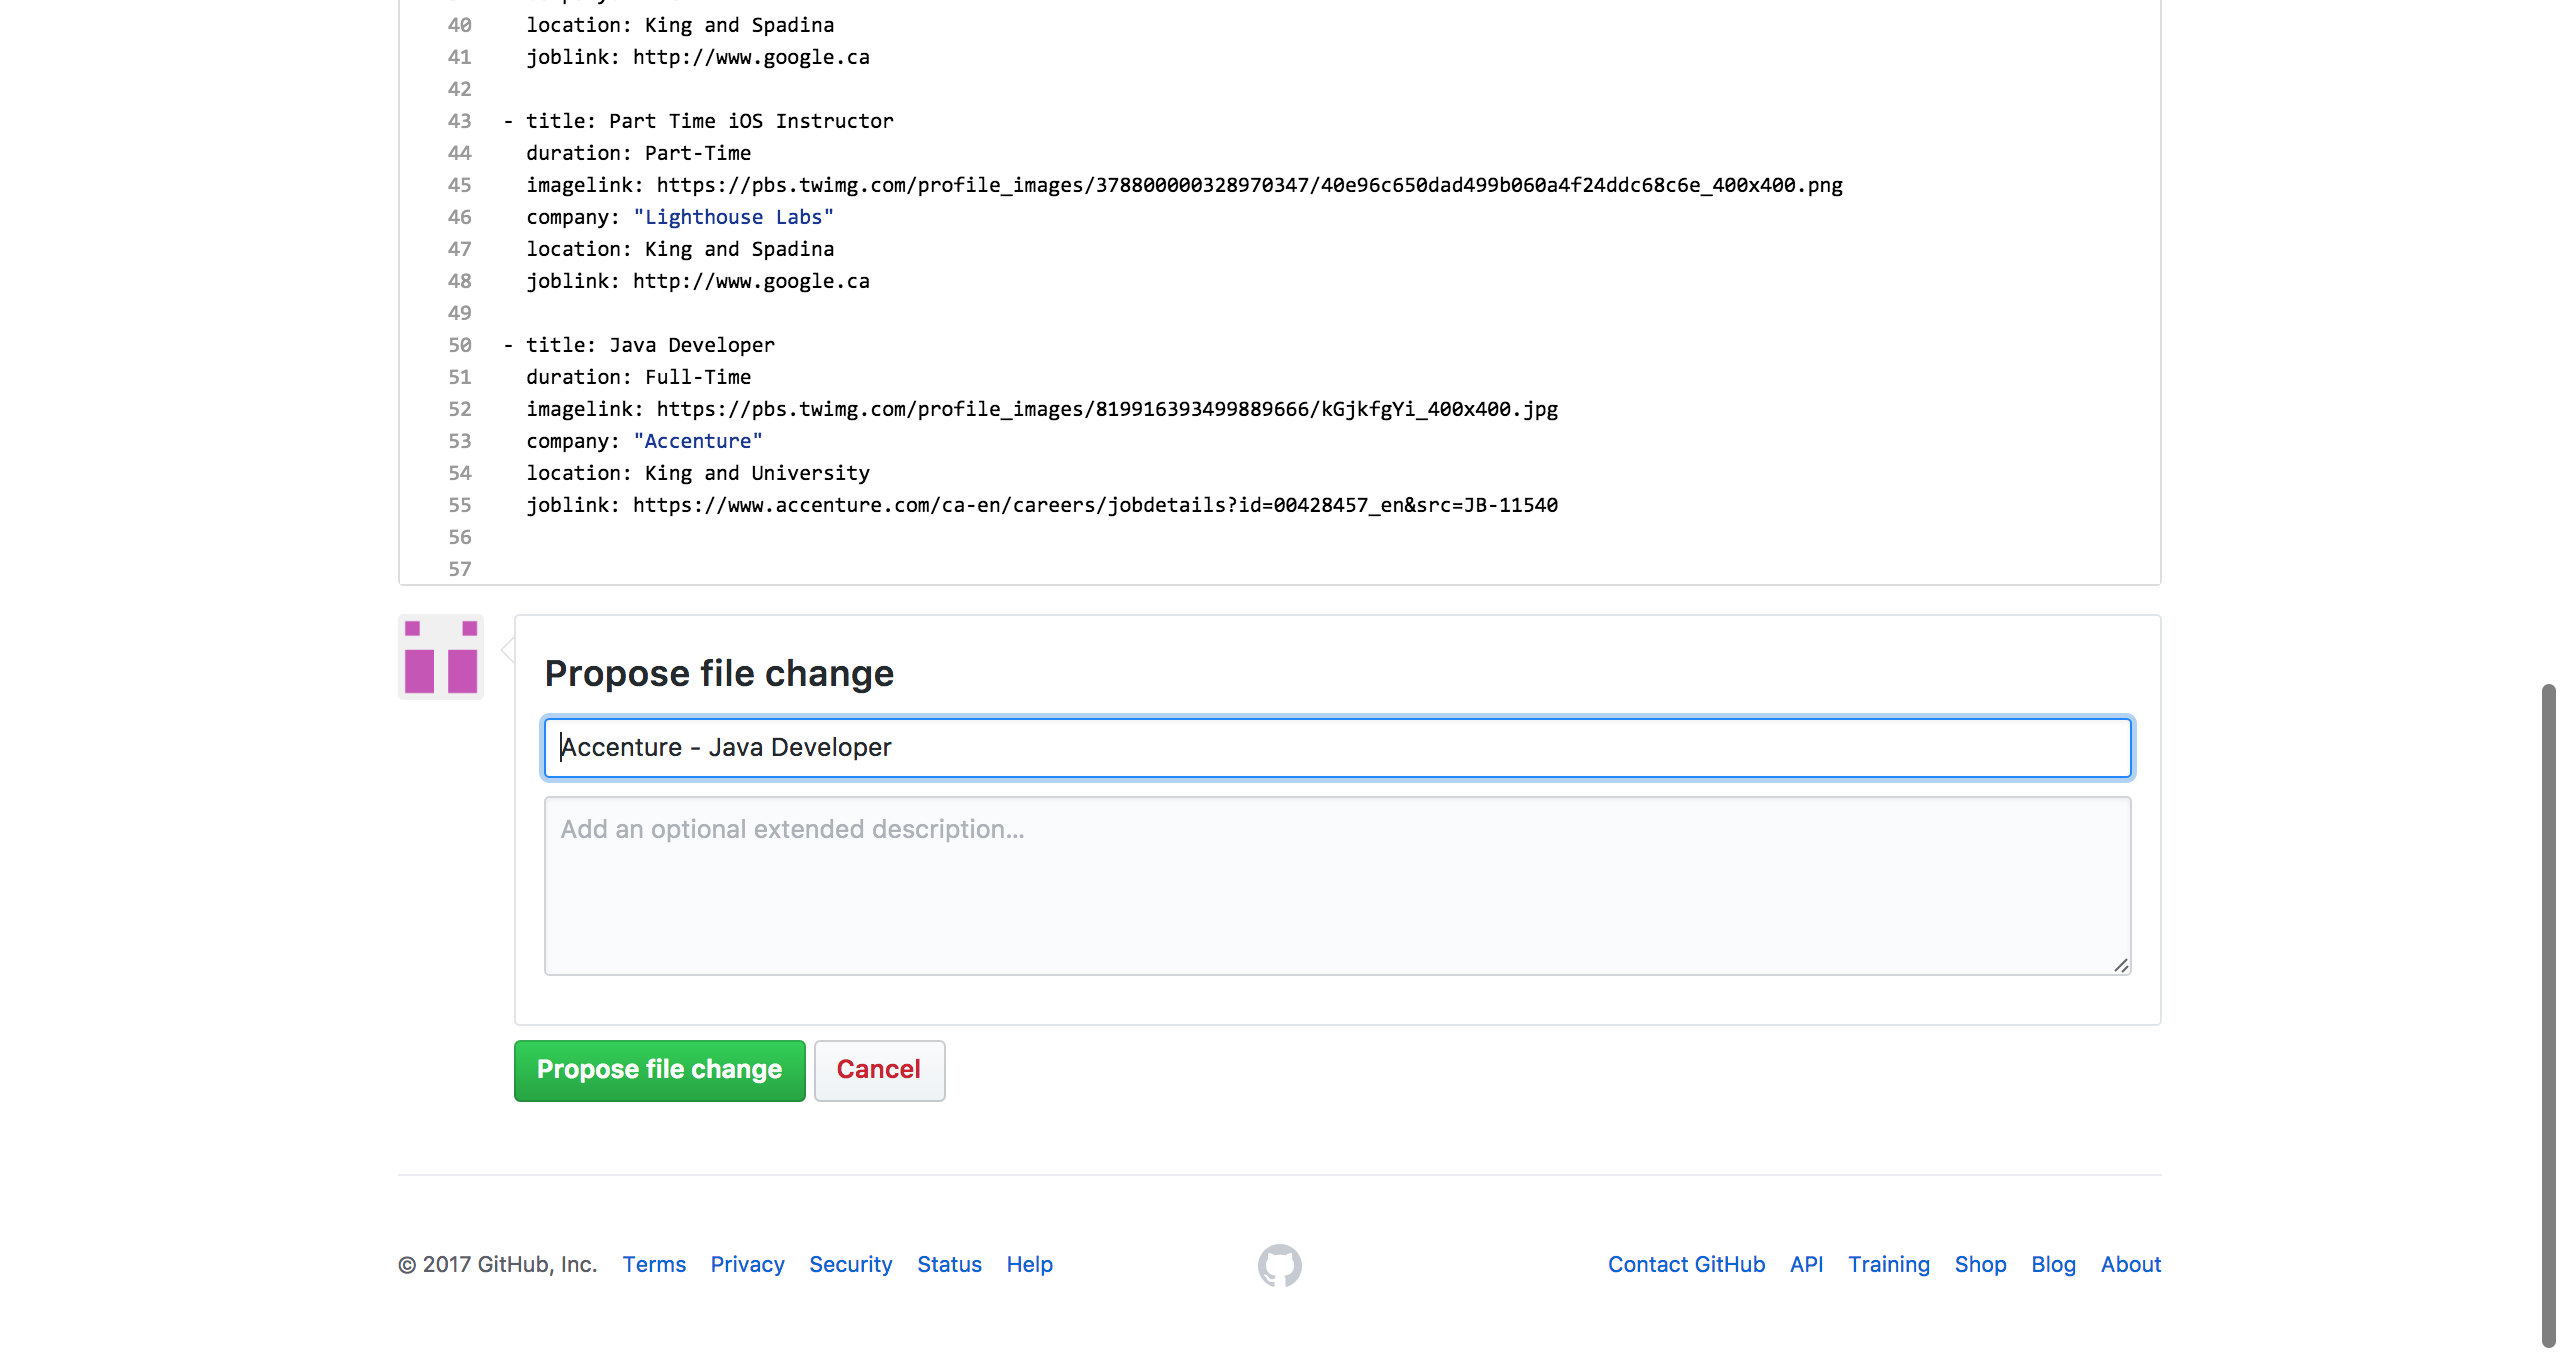 40 location: King and Spadina
41 joblink: http://www.google.ca
42
43 - title: Part Time iOS Instructor
44 duration: Part-Time
45 imagelink: https://pbs.twimg.com/profile_images/378800000328970347/40e96c650dad499b060a4f24ddc68c6e_400x400.png
46 company: "Lighthouse Labs"
47 location: King and Spadina
48 joblink: http://www.google.ca
49
50 - title: Java Developer
51 duration: Full-Time
52 imagelink: https://pbs.twimg.com/profile_images/819916393499889666/kGjkfgYi_400x400.jpg
53 company: "Accenture"
54 location: King and University
55 joblink: https://www.accenture.com/ca-en/careers/jobdetails?id=00428457_en&src=JB-11540
56
57
Propose file change
Accenture - Java Developer
Add an optional extended description...
Propose file change Cancel
© 2017 GitHub, Inc. Terms Privacy Security Status Help Contact GitHub API Training Shop Blog About